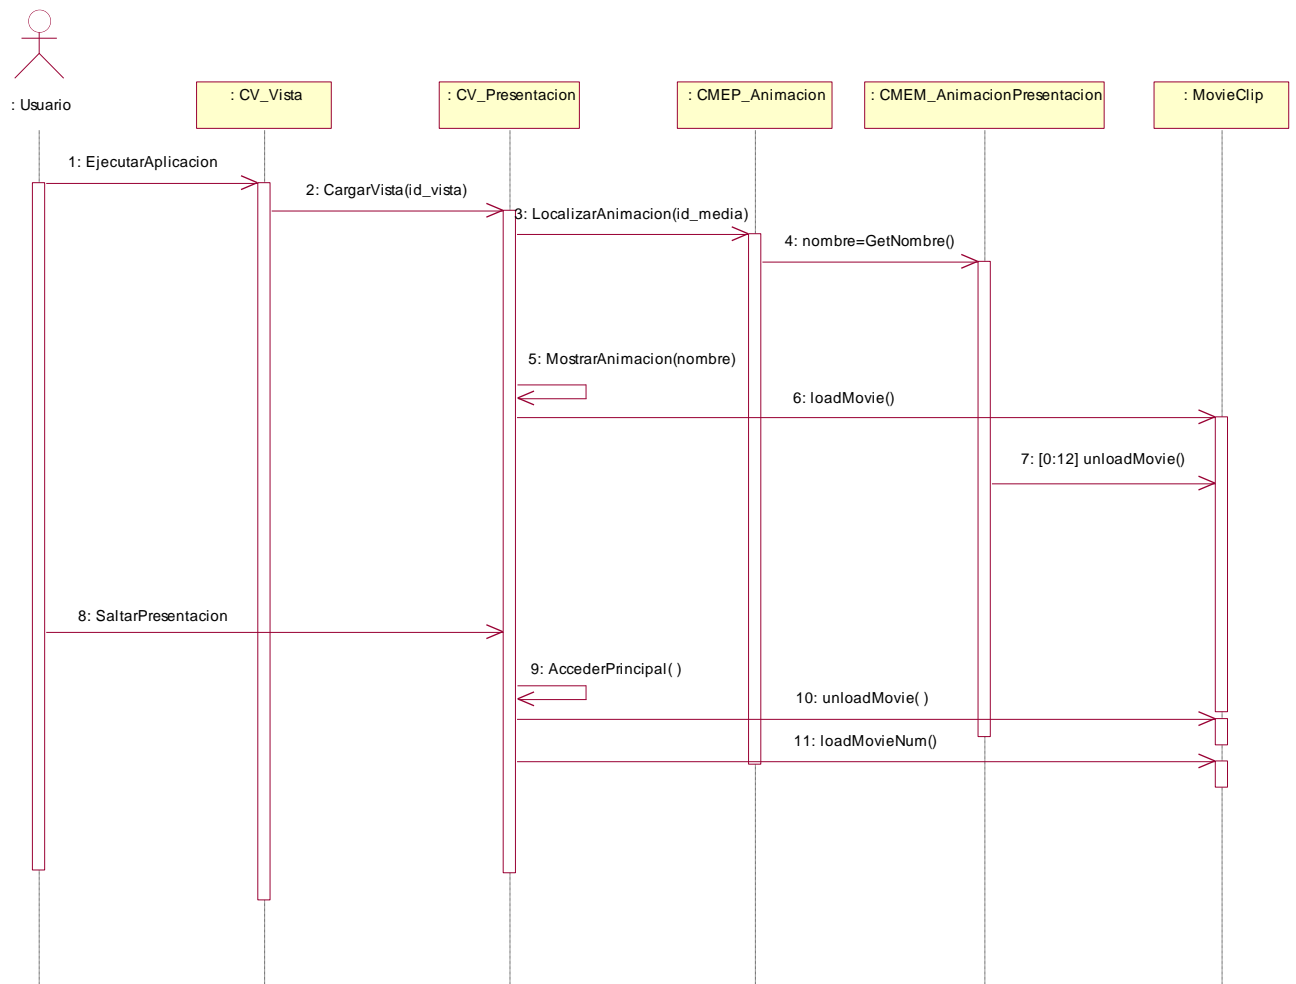 : Usuario
: CV_Vista
: CV_Presentacion
: CMEP_Animacion
: CMEM_AnimacionPresentacion
: MovieClip
1: EjecutarAplicacion
2: CargarVista(id_vista)
3: LocalizarAnimacion(id_media)
4: nombre=GetNombre()
5: MostrarAnimacion(nombre)
6: loadMovie()
7: [0:12] unloadMovie()
8: SaltarPresentacion
9: AccederPrincipal( )
10: unloadMovie( )
11: loadMovieNum()